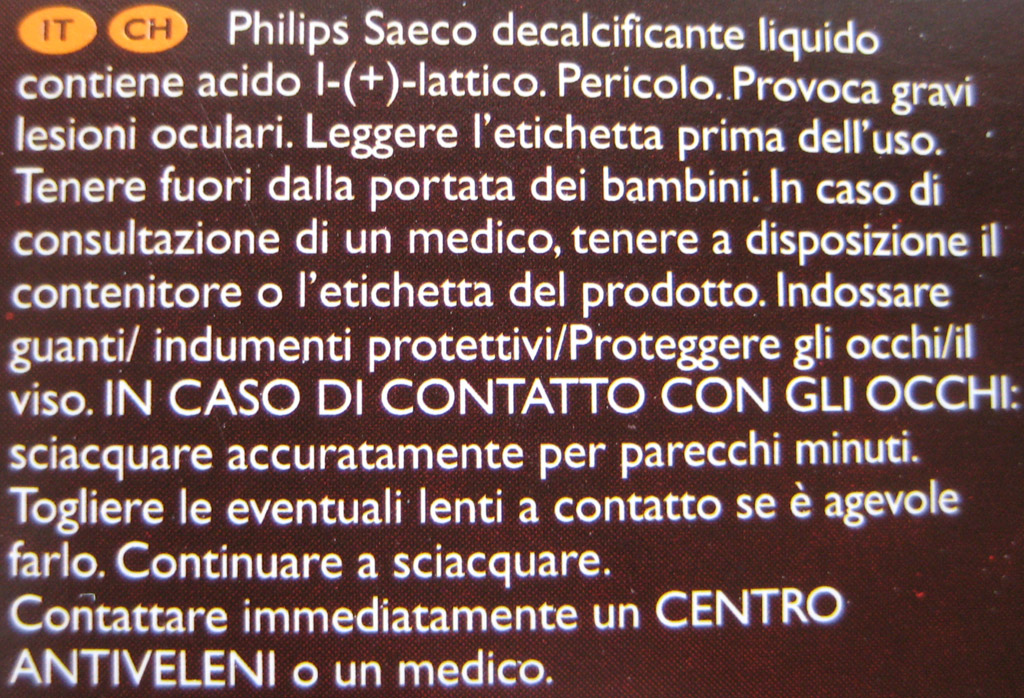 IT CH Philips Saeco decalcificante liquido
contiene acido l-(+)-lattico. Pericolo. Provoca gravi
lesioni oculari. Leggere l'etichetta prima dell'uso.
Tenere fuori dalla portata dei bambini. In caso di
consultazione di un medico, tenere a disposizione il
contenitore o l'etichetta del prodotto. Indossare
guanti/ indumenti protettivi/Proteggere gli occhi/il
viso. IN CASO DI CONTATTO CON GLI OCCHI:
sciacquare accuratamente per parecchi minuti.
Togliere le eventuali lenti a contatto se è agevole
farlo. Continuare a sciacquare.
Contattare immediatamente un CENTRO
ANTIVELENI o un medico.